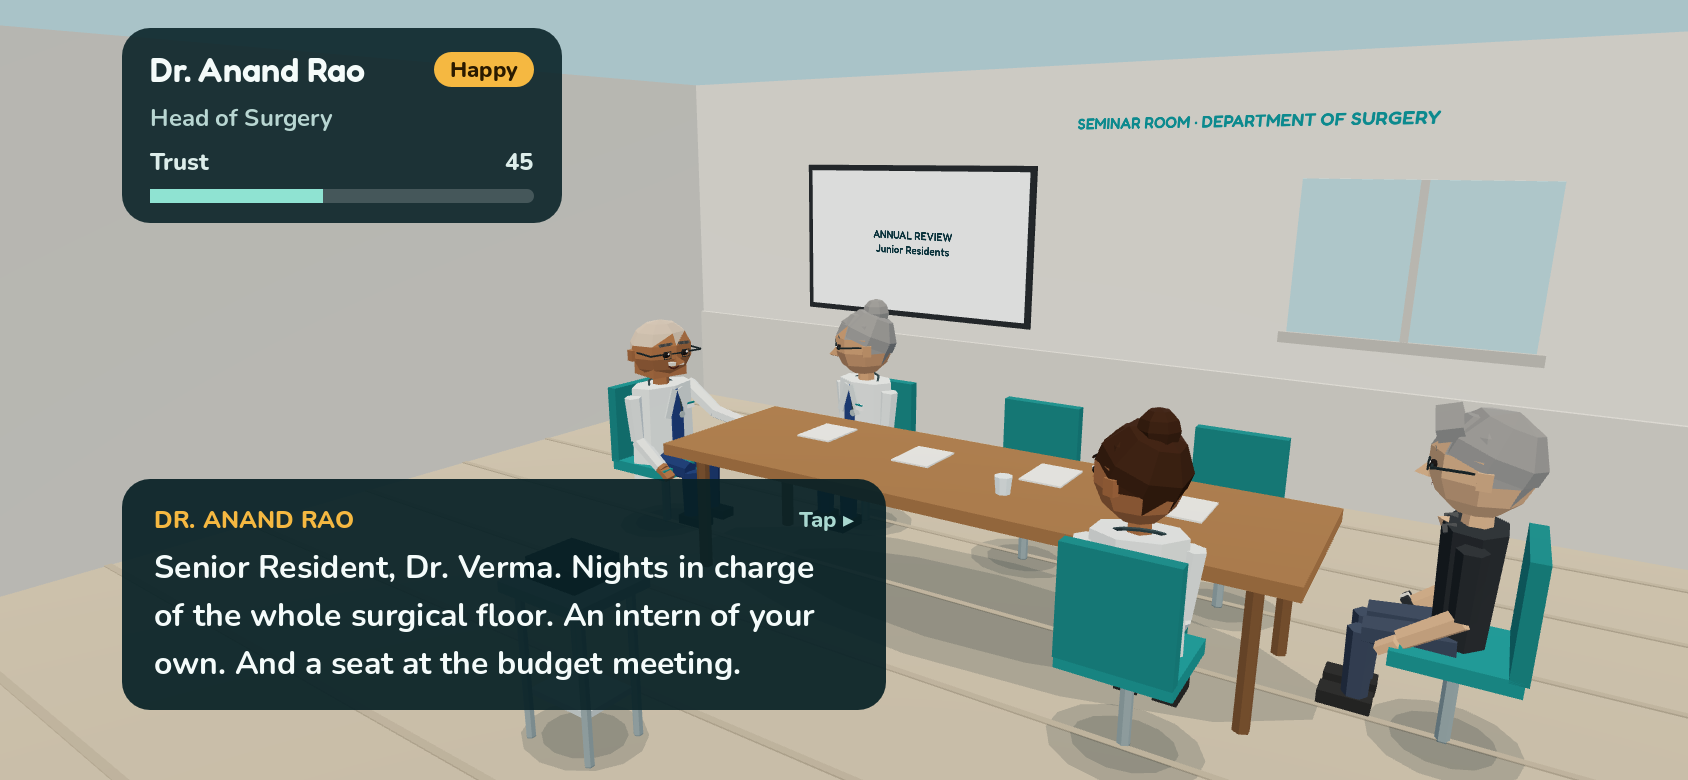 Dr. Anand Rao
Happy
Head of Surgery
Trust
45
SEMINAR ROOM · DEPARTMENT OF SURGERY
ANNUAL REVIEW
Junior Residents
DR. ANAND RAO
Tap ▸
Senior Resident, Dr. Verma. Nights in charge
of the whole surgical floor. An intern of your
own. And a seat at the budget meeting.